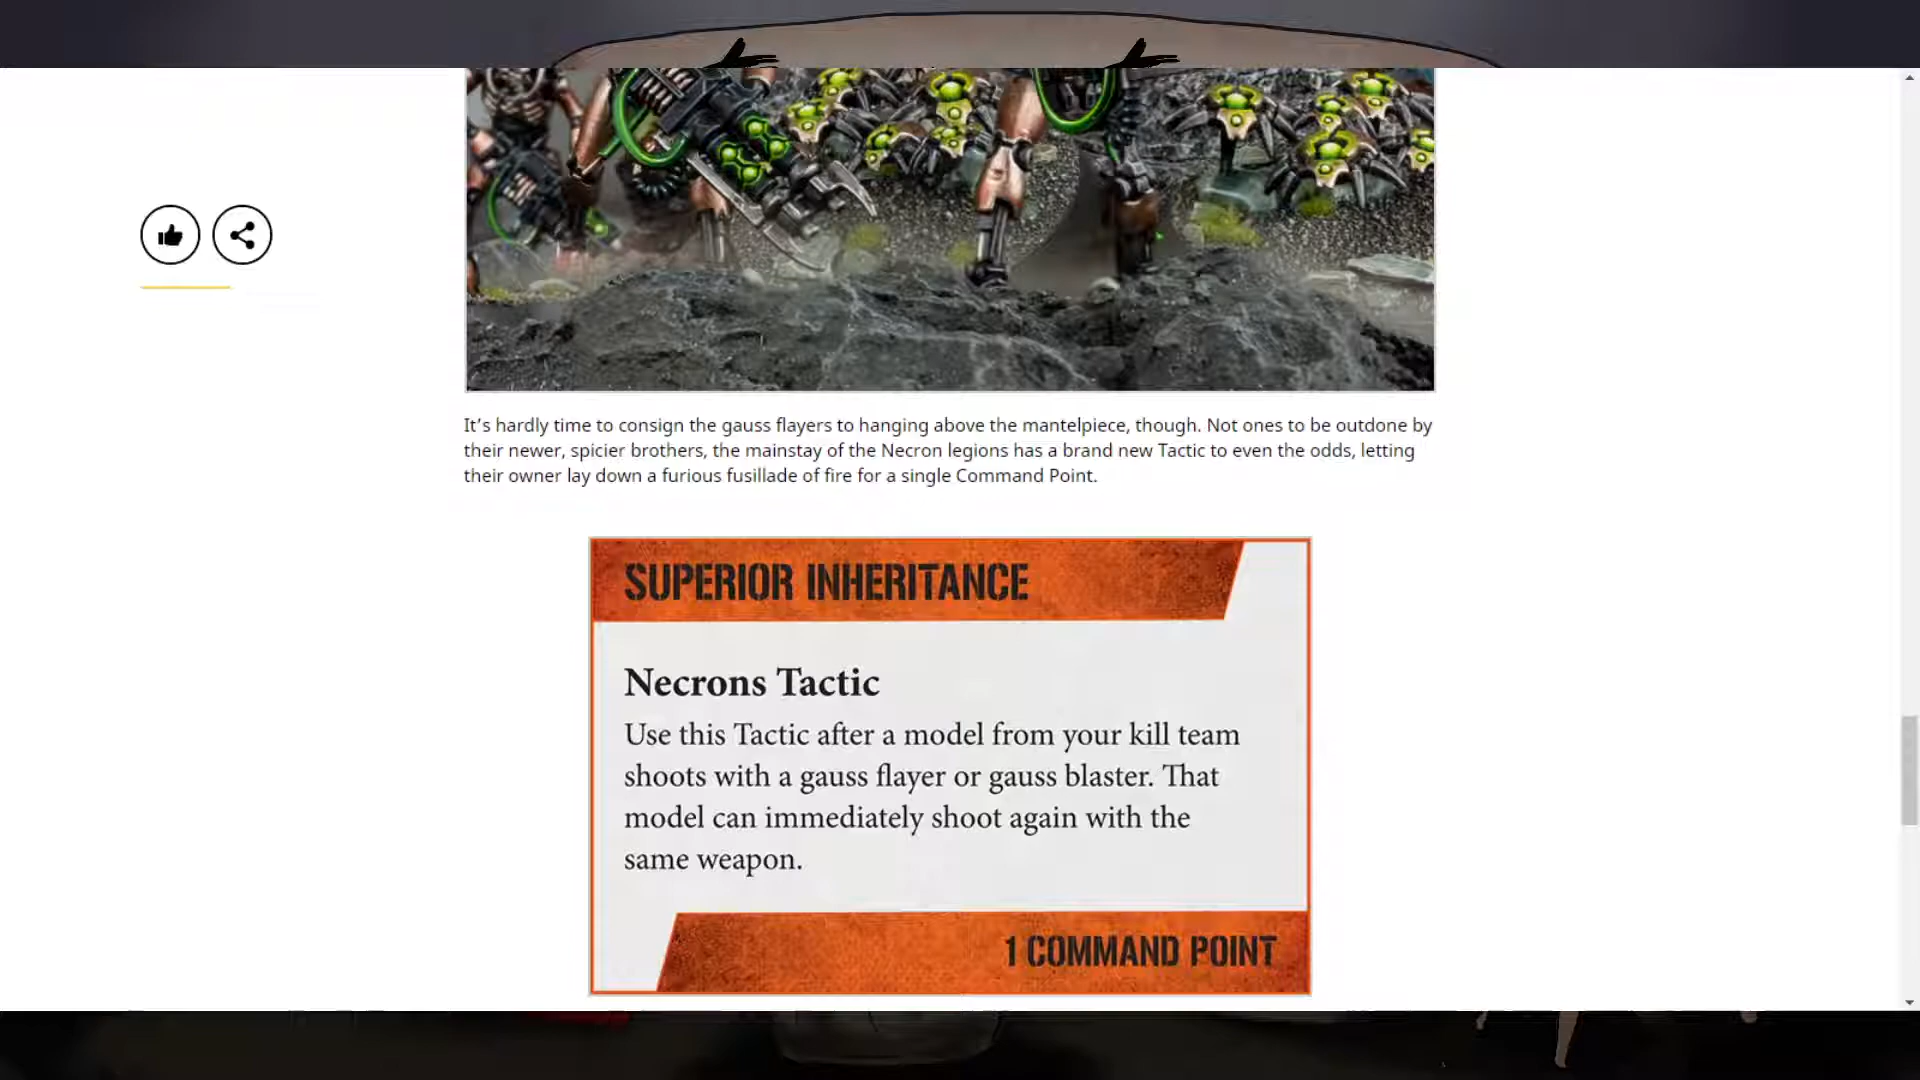 It’s hardly time to consign the gauss flayers to hanging above the mantelpiece, though. Not ones to be outdone by
their newer, spicier brothers, the mainstay of the Necron legions has a brand new Tactic to even the odds, letting
their owner lay down a furious fusillade of fire for a single Command Point.
SUPERIOR INHERITANCE
Necrons Tactic
Use this Tactic after a model from your kill team
shoots with a gauss flayer or gauss blaster. That
model can immediately shoot again with the
same weapon.
1 COMMAND POINT